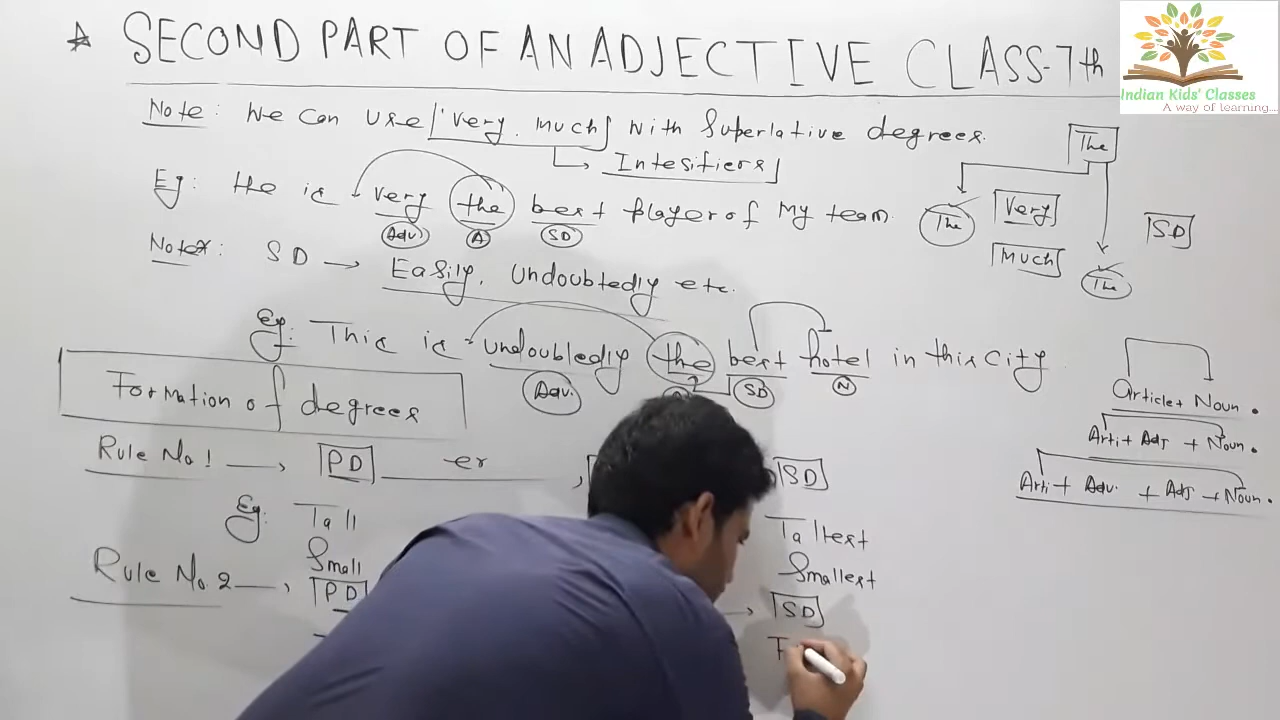 ☆ SECOND PART OF AN ADJECTIVE CLASS-7th
Indian Kids' Classes
A way of learning...
Note: We can use Very, Much with Superlative degrees.
Intesifiers
The
Eg: the is very the best player of my team.
Adv. A SD
The Very SD
Much The
Note*: SD → Easily, Undoubtedly etc.
Eg: This is undoubledly the best hotel in this city.
Adv. SD N
Article + Noun.
Arti + Adj + Noun.
Arti + Adv. + Adj + Noun.
Formation of degrees
Rule No. 1 → PD er SD
Eg: Tall Talltest
Small Smallest
Rule No. 2 → PD → SD